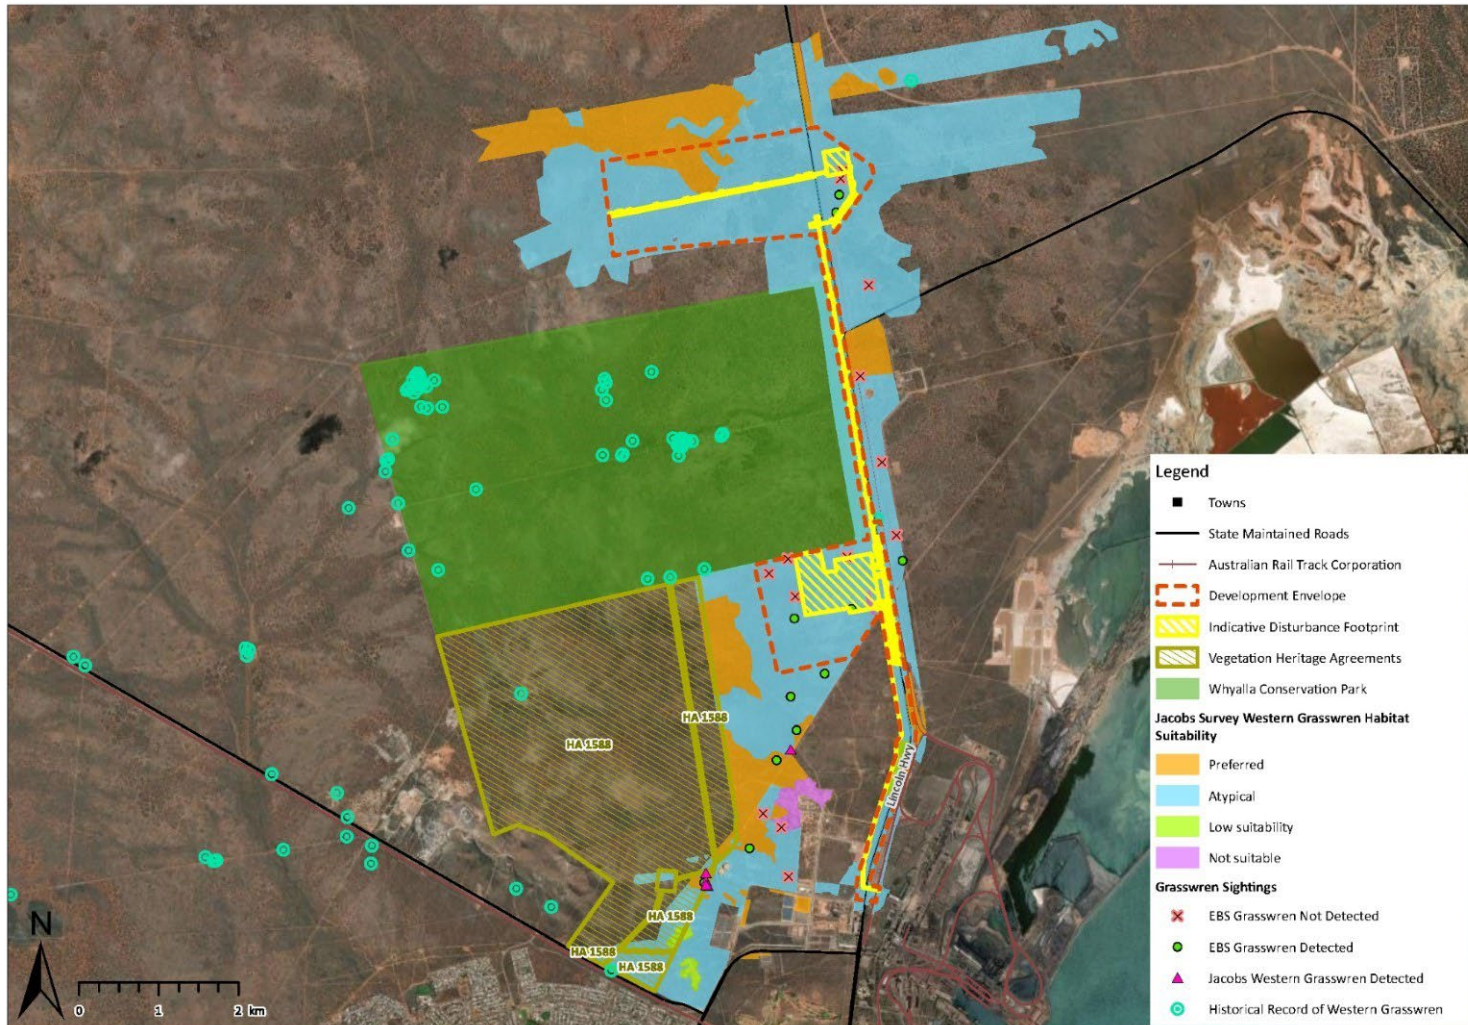 HA 1588
HA 1588
HA 1588
HA 1588
HA 1588
Lincoln Hwy
N
0 1 2 km
Legend
Towns
State Maintained Roads
Australian Rail Track Corporation
Development Envelope
Indicative Disturbance Footprint
Vegetation Heritage Agreements
Whyalla Conservation Park
Jacobs Survey Western Grasswren Habitat
Suitability
Preferred
Atypical
Low suitability
Not suitable
Grasswren Sightings
EBS Grasswren Not Detected
EBS Grasswren Detected
Jacobs Western Grasswren Detected
Historical Record of Western Grasswren